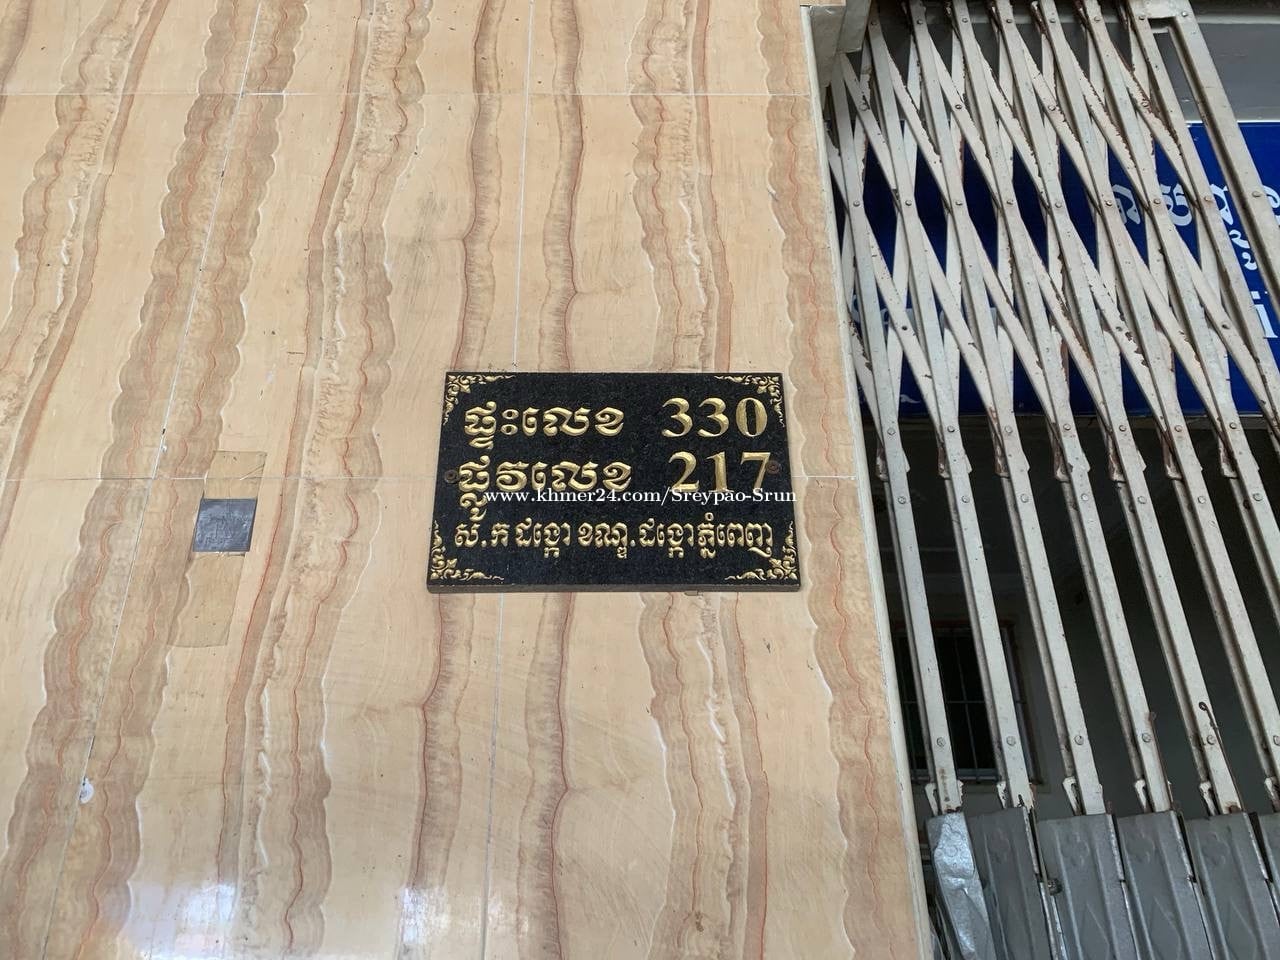 ផ្ទះលេខ 330
ផ្លូវលេខ 217
www.khmer24.com/Sreypao-Srun
ស.ក ដង្កោ ខណ្ឌ.ដង្កោភ្នំពេញ